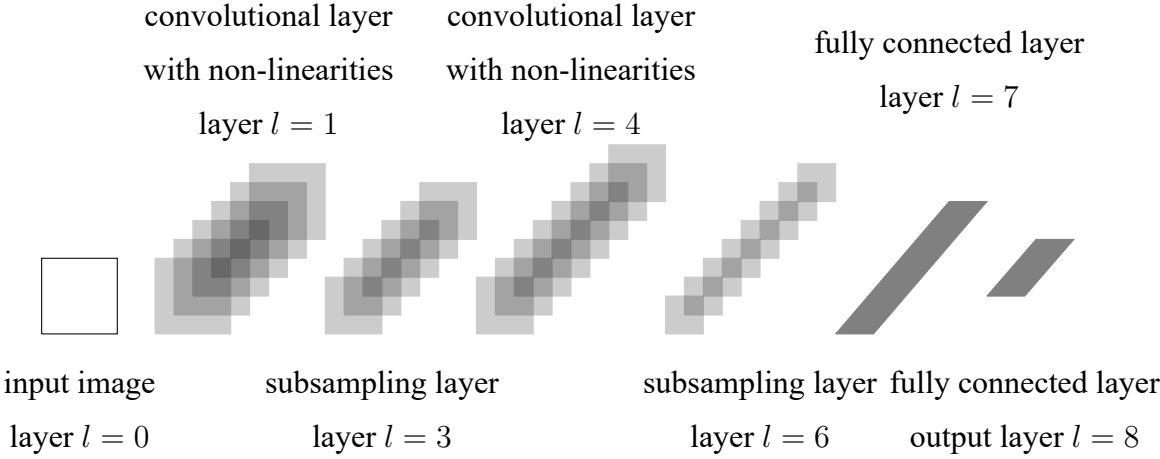 convolutional layer
with non-linearities
layer l = 1
convolutional layer
with non-linearities
layer l = 4
fully connected layer
layer l = 7
input image
layer l = 0
subsampling layer
layer l = 3
subsampling layer
layer l = 6
fully connected layer
output layer l = 8